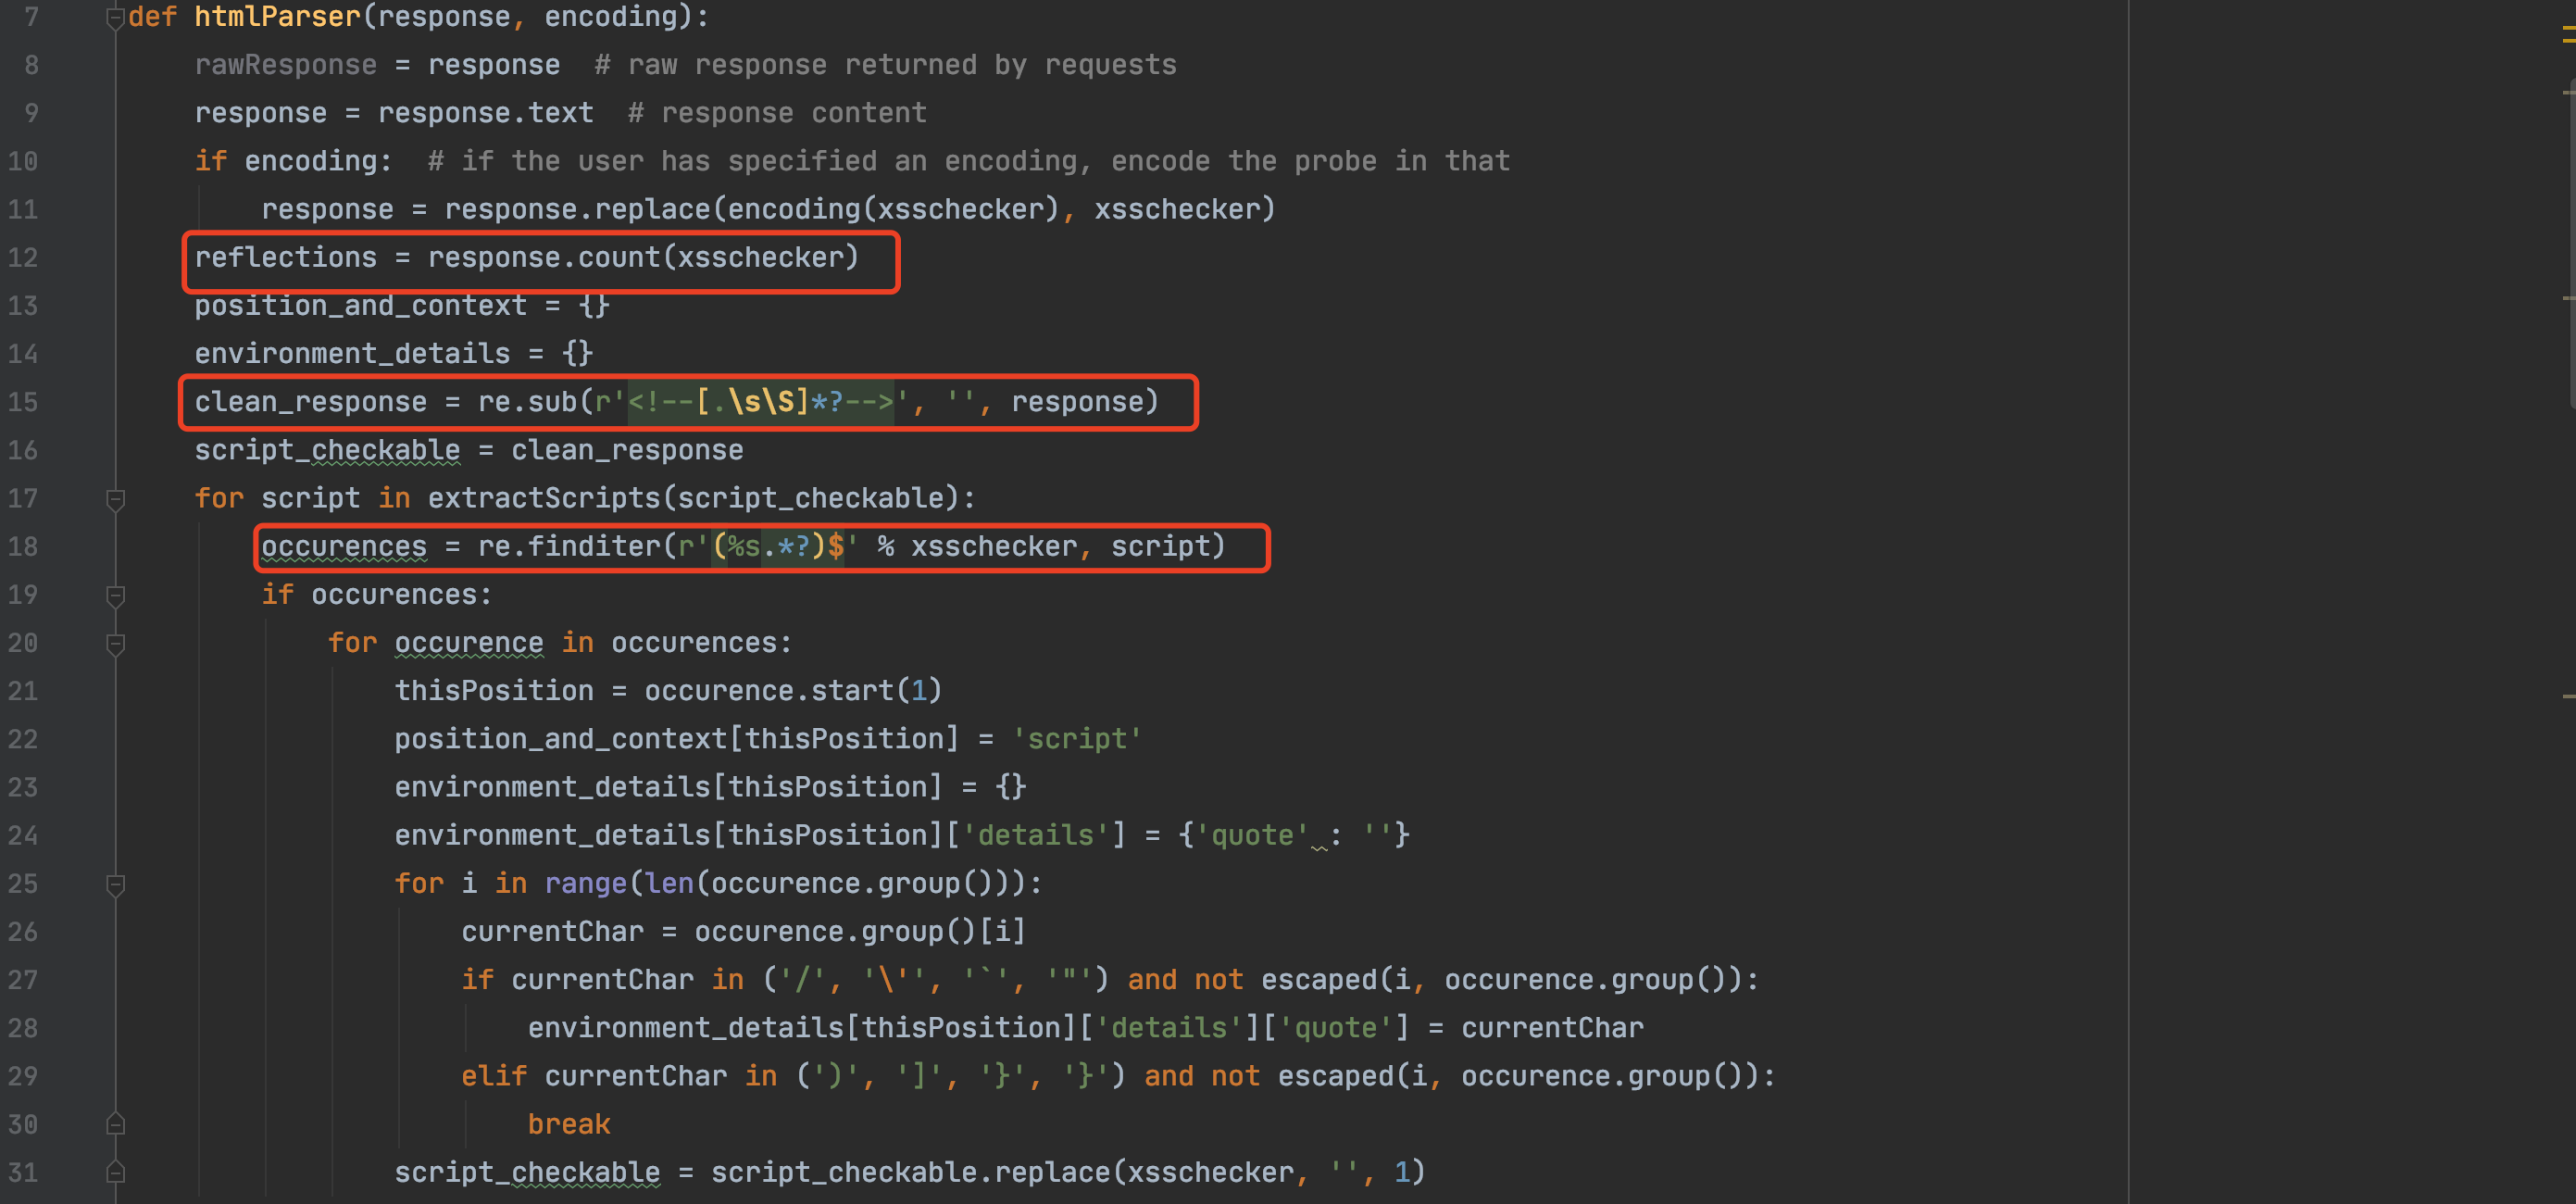 7 def htmlParser(response, encoding):
8 rawResponse = response  # raw response returned by requests
9 response = response.text  # response content
10 if encoding:  # if the user has specified an encoding, encode the probe in that
11 response = response.replace(encoding(xsschecker), xsschecker)
12 reflections = response.count(xsschecker)
13 position_and_context = {}
14 environment_details = {}
15 clean_response = re.sub(r'<!--[.\s\S]*?-->', '', response)
16 script_checkable = clean_response
17 for script in extractScripts(script_checkable):
18 occurences = re.finditer(r'(%s.*?)$' % xsschecker, script)
19 if occurences:
20 for occurence in occurences:
21 thisPosition = occurence.start(1)
22 position_and_context[thisPosition] = 'script'
23 environment_details[thisPosition] = {}
24 environment_details[thisPosition]['details'] = {'quote' : ''}
25 for i in range(len(occurence.group())):
26 currentChar = occurence.group()[i]
27 if currentChar in ('/', '\'', '`', '"') and not escaped(i, occurence.group()):
28 environment_details[thisPosition]['details']['quote'] = currentChar
29 elif currentChar in (')', ']', '}', '}') and not escaped(i, occurence.group()):
30 break
31 script_checkable = script_checkable.replace(xsschecker, '', 1)